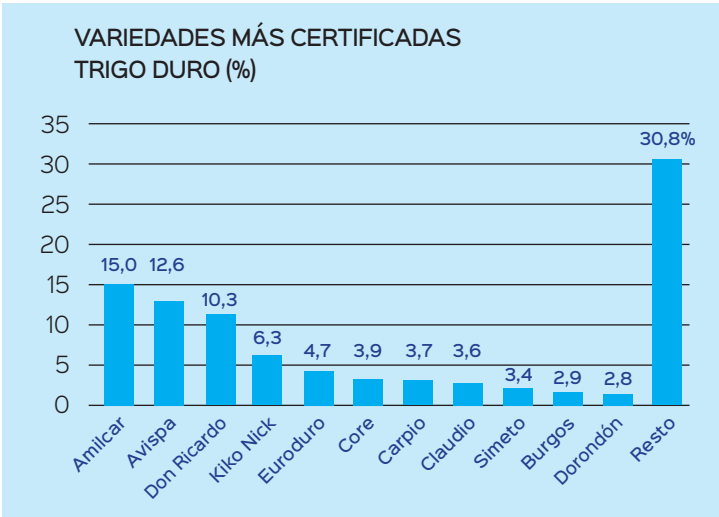 VARIEDADES MÁS CERTIFICADAS
TRIGO DURO (%)
35
30
25
20
15
10
5
0
15,0
12,6
10,3
6,3
4,7
3,9
3,7
3,6
3,4
2,9
2,8
30,8%
Amilcar
Avispa
Don Ricardo
Kiko Nick
Euroduro
Core
Carpio
Claudio
Simeto
Burgos
Dorondón
Resto